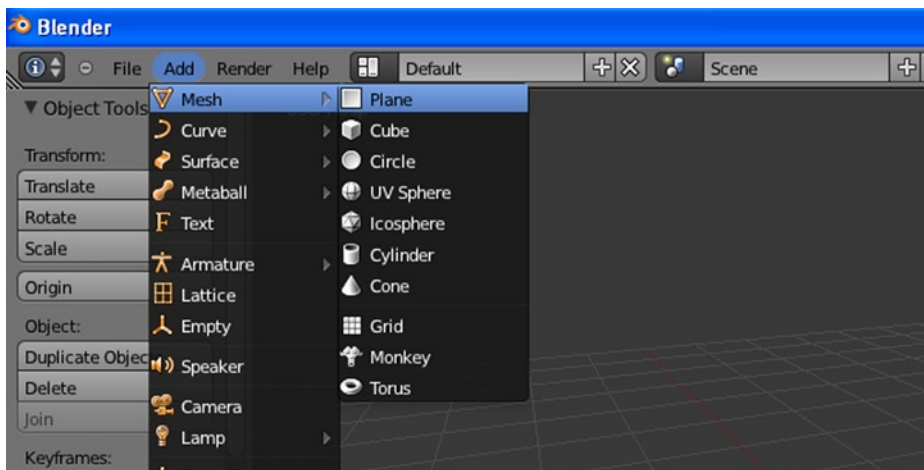 Blender
File Add Render Help Default Scene
Object Tools
Transform:
Translate
Rotate
Scale
Origin
Object:
Duplicate Objec
Delete
Join
Keyframes:
Mesh
Curve
Surface
Metaball
Text
Armature
Lattice
Empty
Speaker
Camera
Lamp
Plane
Cube
Circle
UV Sphere
Icosphere
Cylinder
Cone
Grid
Monkey
Torus